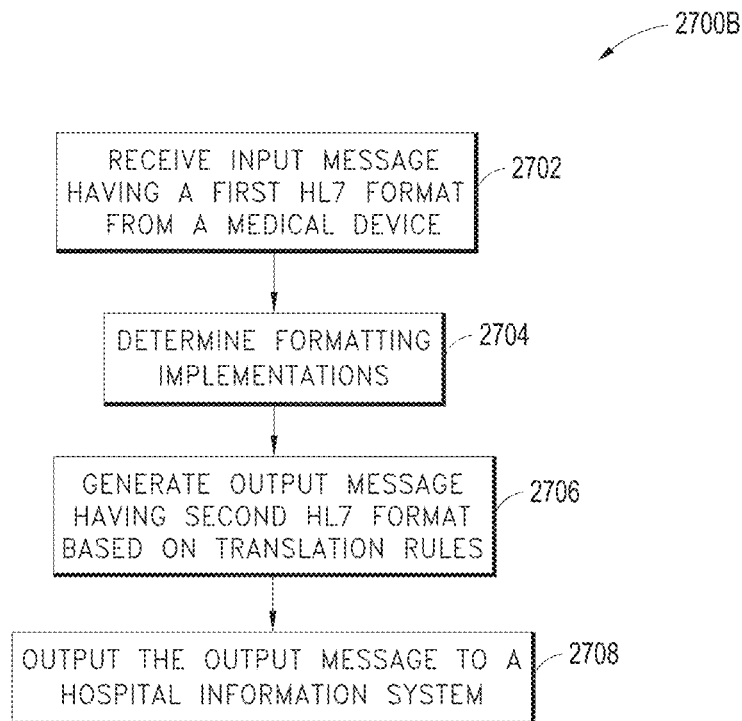 2700B
RECEIVE INPUT MESSAGE
HAVING A FIRST HL7 FORMAT
FROM A MEDICAL DEVICE
2702
DETERMINE FORMATTING
IMPLEMENTATIONS
2704
GENERATE OUTPUT MESSAGE
HAVING SECOND HL7 FORMAT
BASED ON TRANSLATION RULES
2706
OUTPUT THE OUTPUT MESSAGE TO A
HOSPITAL INFORMATION SYSTEM
2708